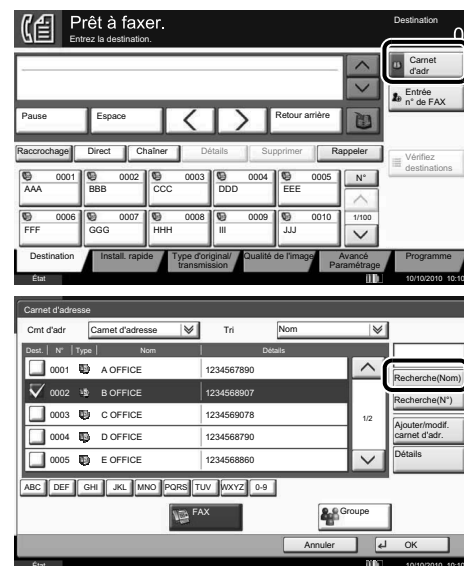 Prêt à faxer.
Entrez la destination.
Destination
0
Carnet
d'adr
Entrée
n° de FAX
Pause
Espace
Retour arrière
Raccrochage
Direct
Chaîner
Détails
Supprimer
Rappeler
Vérifiez
destinations
0001
AAA
0002
BBB
0003
CCC
0004
DDD
0005
EEE
N°
0006
FFF
0007
GGG
0008
HHH
0009
III
0010
JJJ
1/100
Destination
Install. rapide
Type d'original/
transmission
Qualité de l'image
Avancé
Paramétrage
Programme
État
10/10/2010 10:10
Carnet d'adresse
Cmt d'adr
Carnet d'adresse
Tri
Nom
Dest.
N°
Type
Nom
Détails
0001 A OFFICE 1234567890
0002 B OFFICE 1234568907
0003 C OFFICE 1234569078
0004 D OFFICE 1234568790
0005 E OFFICE 1234568860
1/2
Recherche(Nom)
Recherche(N°)
Ajouter/modif.
carnet d'adr.
Détails
ABC DEF GHI JKL MNO PQRS TUV WXYZ 0-9
FAX
Groupe
Annuler
OK
État
10/10/2010 10:10